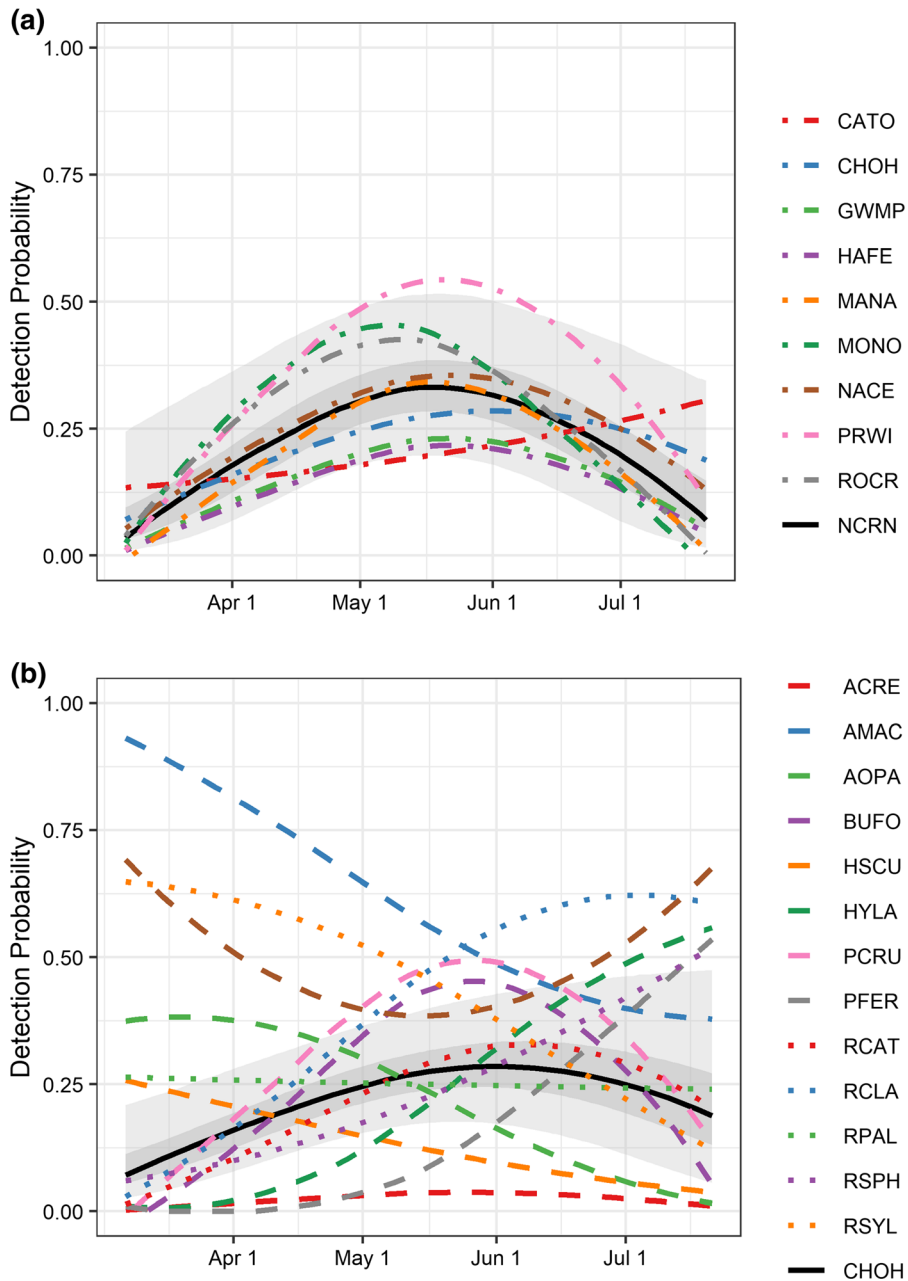 (a)
Detection Probability
1.00
0.75
0.50
0.25
0.00
Apr 1
May 1
Jun 1
Jul 1
CATO
CHOH
GWMP
HAFE
MANA
MONO
NACE
PRWI
ROCR
NCRN
(b)
Detection Probability
1.00
0.75
0.50
0.25
0.00
Apr 1
May 1
Jun 1
Jul 1
ACRE
AMAC
AOPA
BUFO
HSCU
HYLA
PCRU
PFER
RCAT
RCLA
RPAL
RSPH
RSYL
CHOH